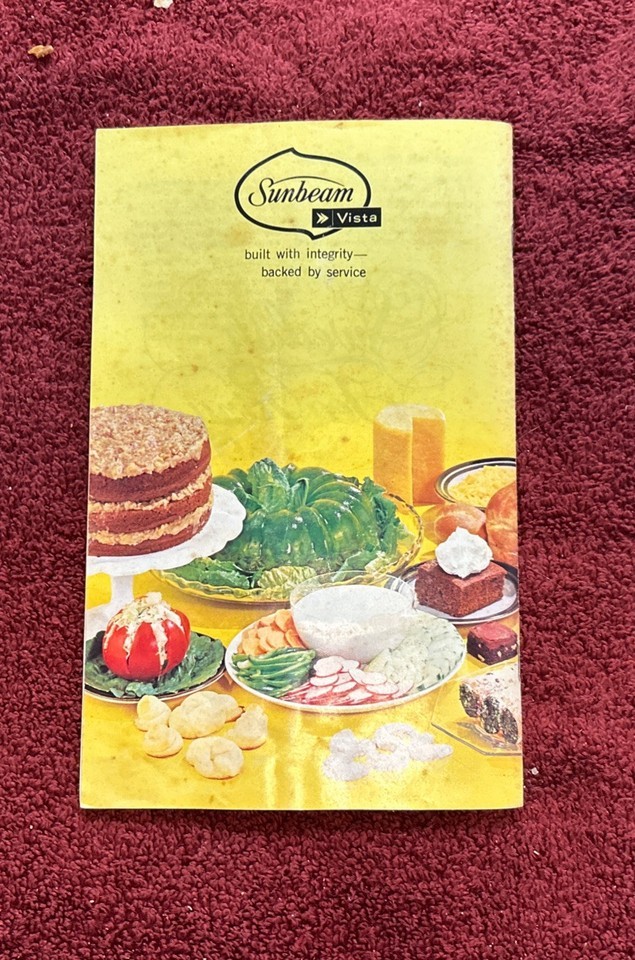 Sunbeam
Vista
built with integrity—
backed by service